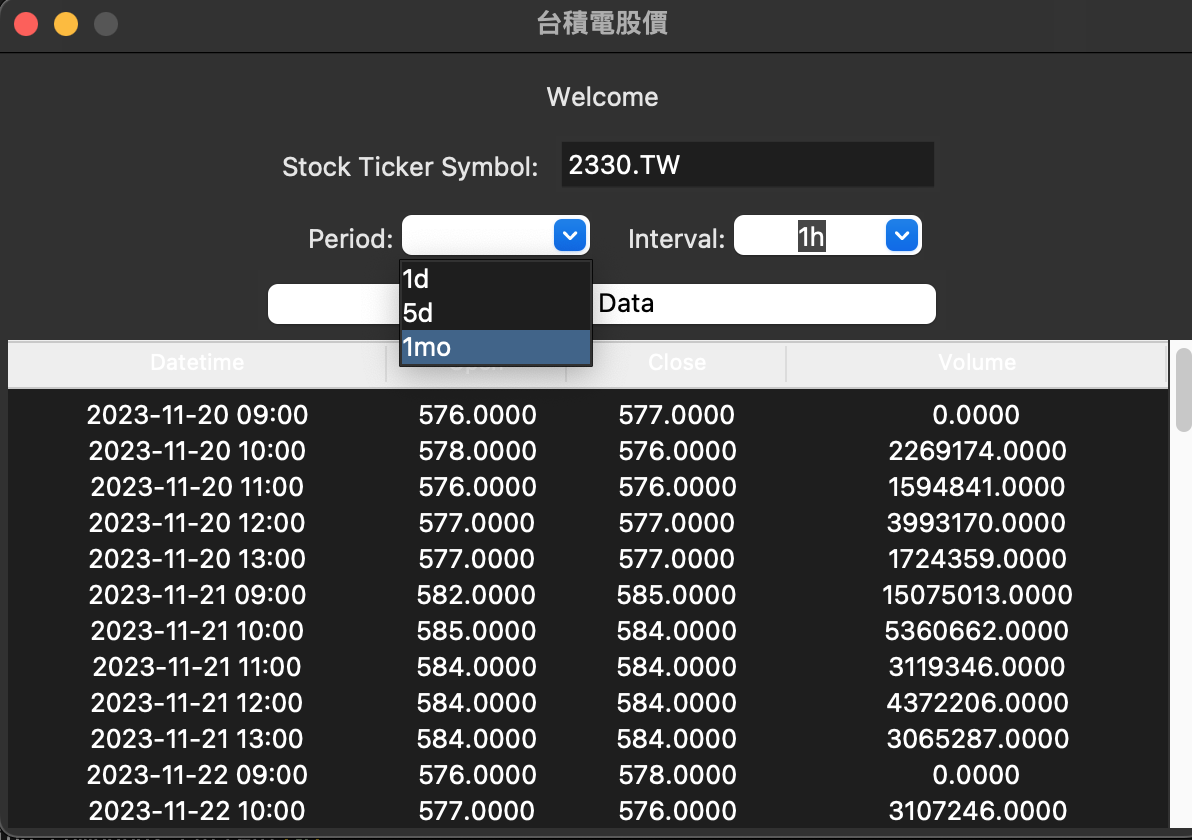 台積電股價
Welcome
Stock Ticker Symbol: 2330.TW
Period: Interval: 1h
1d
5d
1mo
Data
Datetime Open Close Volume
2023-11-20 09:00 576.0000 577.0000 0.0000
2023-11-20 10:00 578.0000 576.0000 2269174.0000
2023-11-20 11:00 576.0000 576.0000 1594841.0000
2023-11-20 12:00 577.0000 577.0000 3993170.0000
2023-11-20 13:00 577.0000 577.0000 1724359.0000
2023-11-21 09:00 582.0000 585.0000 15075013.0000
2023-11-21 10:00 585.0000 584.0000 5360662.0000
2023-11-21 11:00 584.0000 584.0000 3119346.0000
2023-11-21 12:00 584.0000 584.0000 4372206.0000
2023-11-21 13:00 584.0000 584.0000 3065287.0000
2023-11-22 09:00 576.0000 578.0000 0.0000
2023-11-22 10:00 577.0000 576.0000 3107246.0000